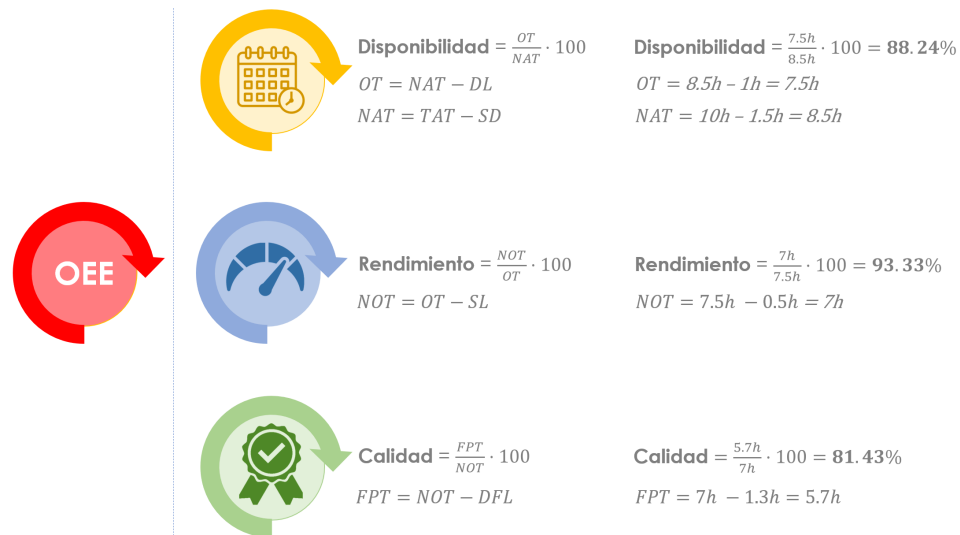 Disponibilidad = OT/NAT · 100
OT = NAT − DL
NAT = TAT − SD
Disponibilidad = 7.5h/8.5h · 100 = 88.24%
OT = 8.5h – 1h = 7.5h
NAT = 10h – 1.5h = 8.5h
OEE
Rendimiento = NOT/OT · 100
NOT = OT − SL
Rendimiento = 7h/7.5h · 100 = 93.33%
NOT = 7.5h − 0.5h = 7h
Calidad = FPT/NOT · 100
FPT = NOT − DFL
Calidad = 5.7h/7h · 100 = 81.43%
FPT = 7h − 1.3h = 5.7h